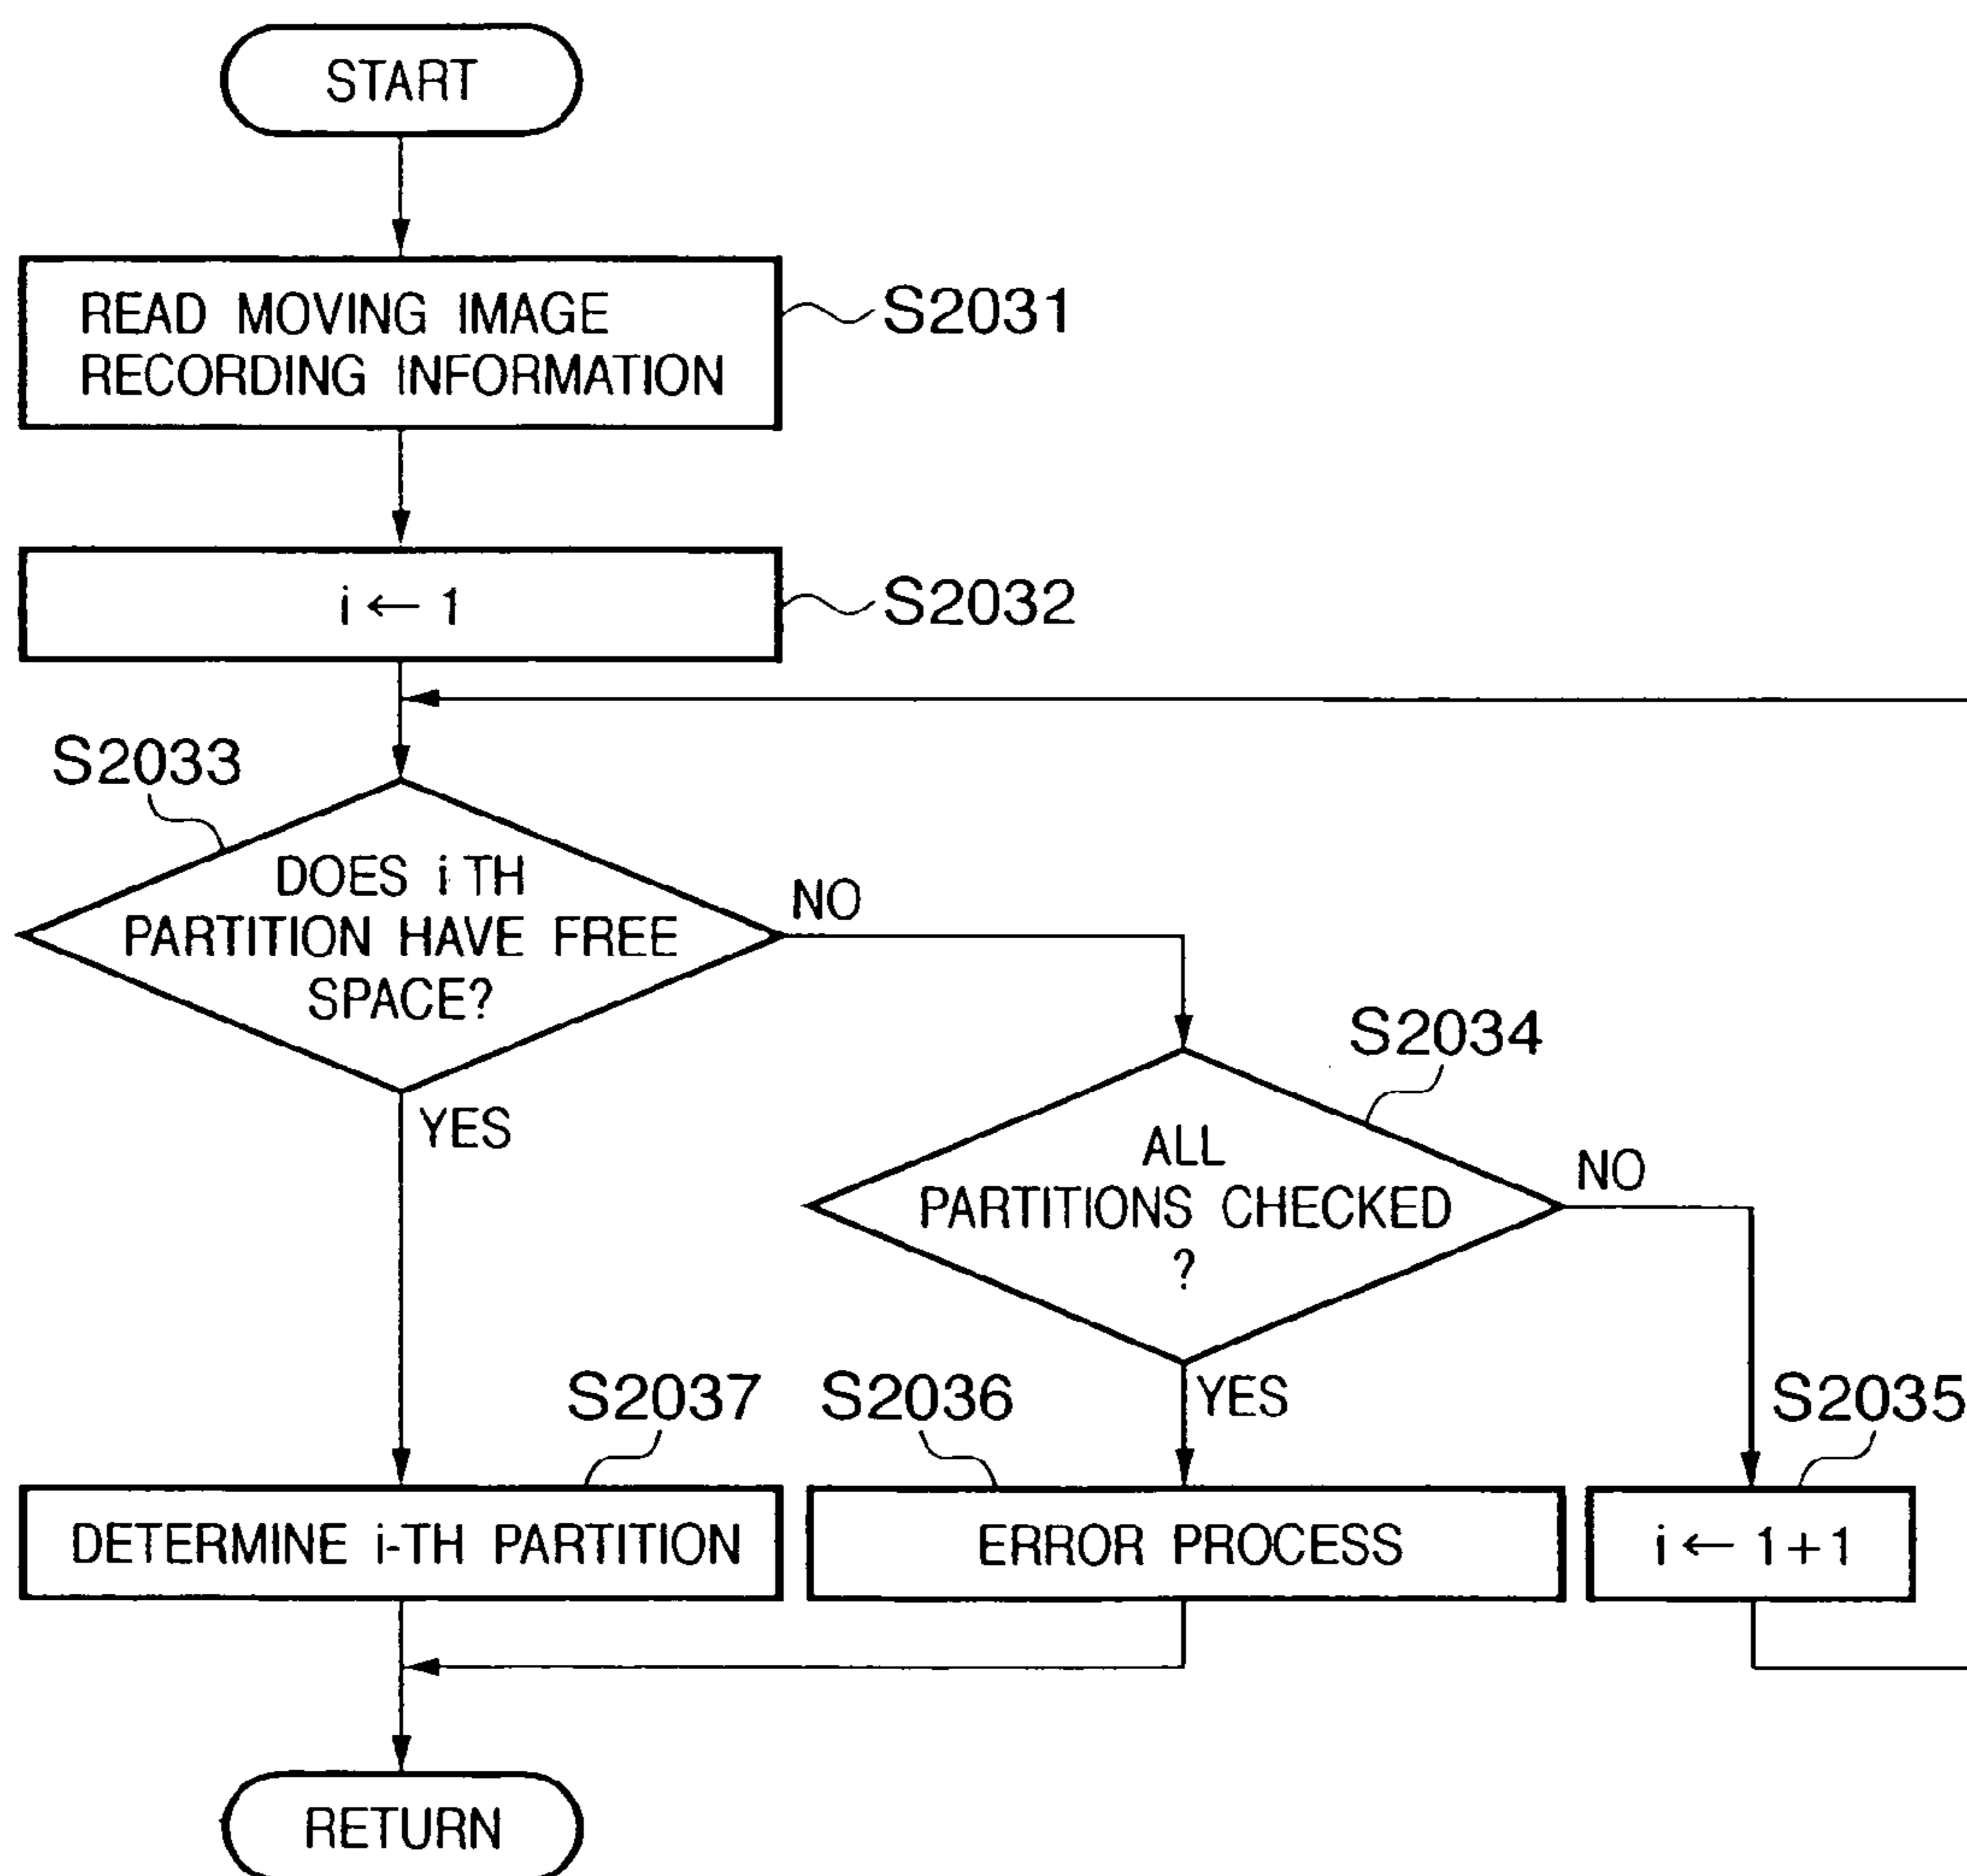 START
READ MOVING IMAGE
RECORDING INFORMATION
S2031
i ← 1
S2032
S2033
DOES i TH
PARTITION HAVE FREE
SPACE?
NO
YES
S2034
ALL
PARTITIONS CHECKED
?
NO
YES
S2037
DETERMINE i-TH PARTITION
S2036
ERROR PROCESS
S2035
i ← 1+1
RETURN